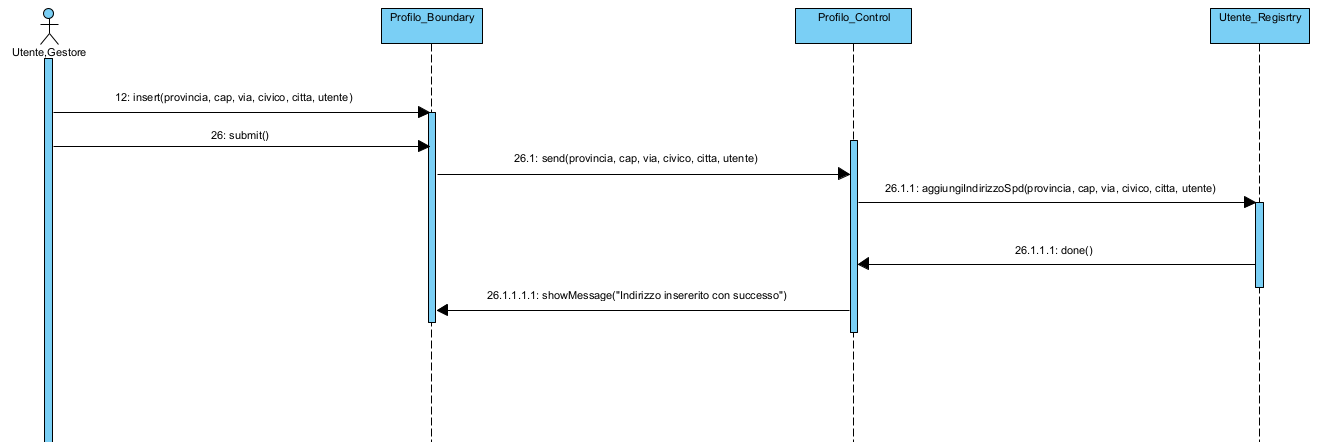 Profilo_Boundary
Profilo_Control
Utente_Regisrtry
Utente,Gestore
12: insert(provincia, cap, via, civico, citta, utente)
26: submit()
26.1: send(provincia, cap, via, civico, citta, utente)
26.1.1: aggiungiIndirizzoSpd(provincia, cap, via, civico, citta, utente)
26.1.1.1: done()
26.1.1.1.1: showMessage("Indirizzo insererito con successo")